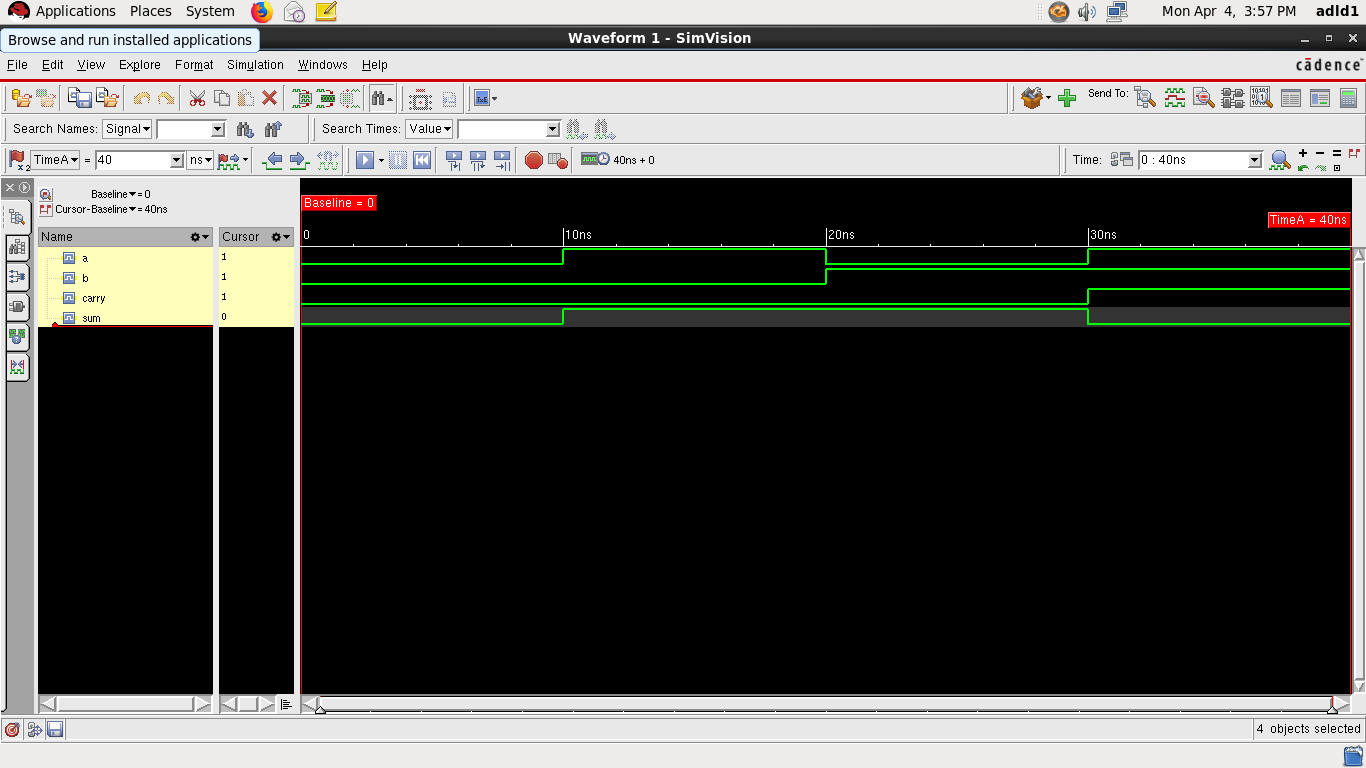 Applications Places System Mon Apr 4, 3:57 PM adld1
Browse and run installed applications
Waveform 1 - SimVision
File Edit View Explore Format Simulation Windows Help cādence
Send To:
Search Names: Signal Search Times: Value
TimeA = 40 ns 40ns + 0 Time: 0 : 40ns
Baseline = 0
Cursor-Baseline = 40ns
Baseline = 0
TimeA = 40ns
Name Cursor 0 10ns 20ns 30ns
a 1
b 1
carry 1
sum 0
4 objects selected